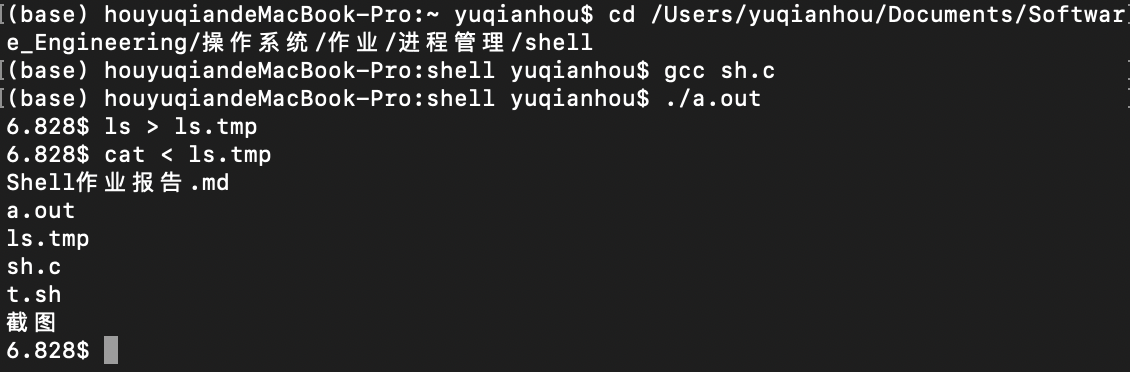 (base) houyuqiandeMacBook-Pro:~ yuqianhou$ cd /Users/yuqianhou/Documents/Softwar
e_Engineering/操作系统/作业/进程管理/shell
(base) houyuqiandeMacBook-Pro:shell yuqianhou$ gcc sh.c
(base) houyuqiandeMacBook-Pro:shell yuqianhou$ ./a.out
6.828$ ls > ls.tmp
6.828$ cat < ls.tmp
Shell作业报告.md
a.out
ls.tmp
sh.c
t.sh
截图
6.828$